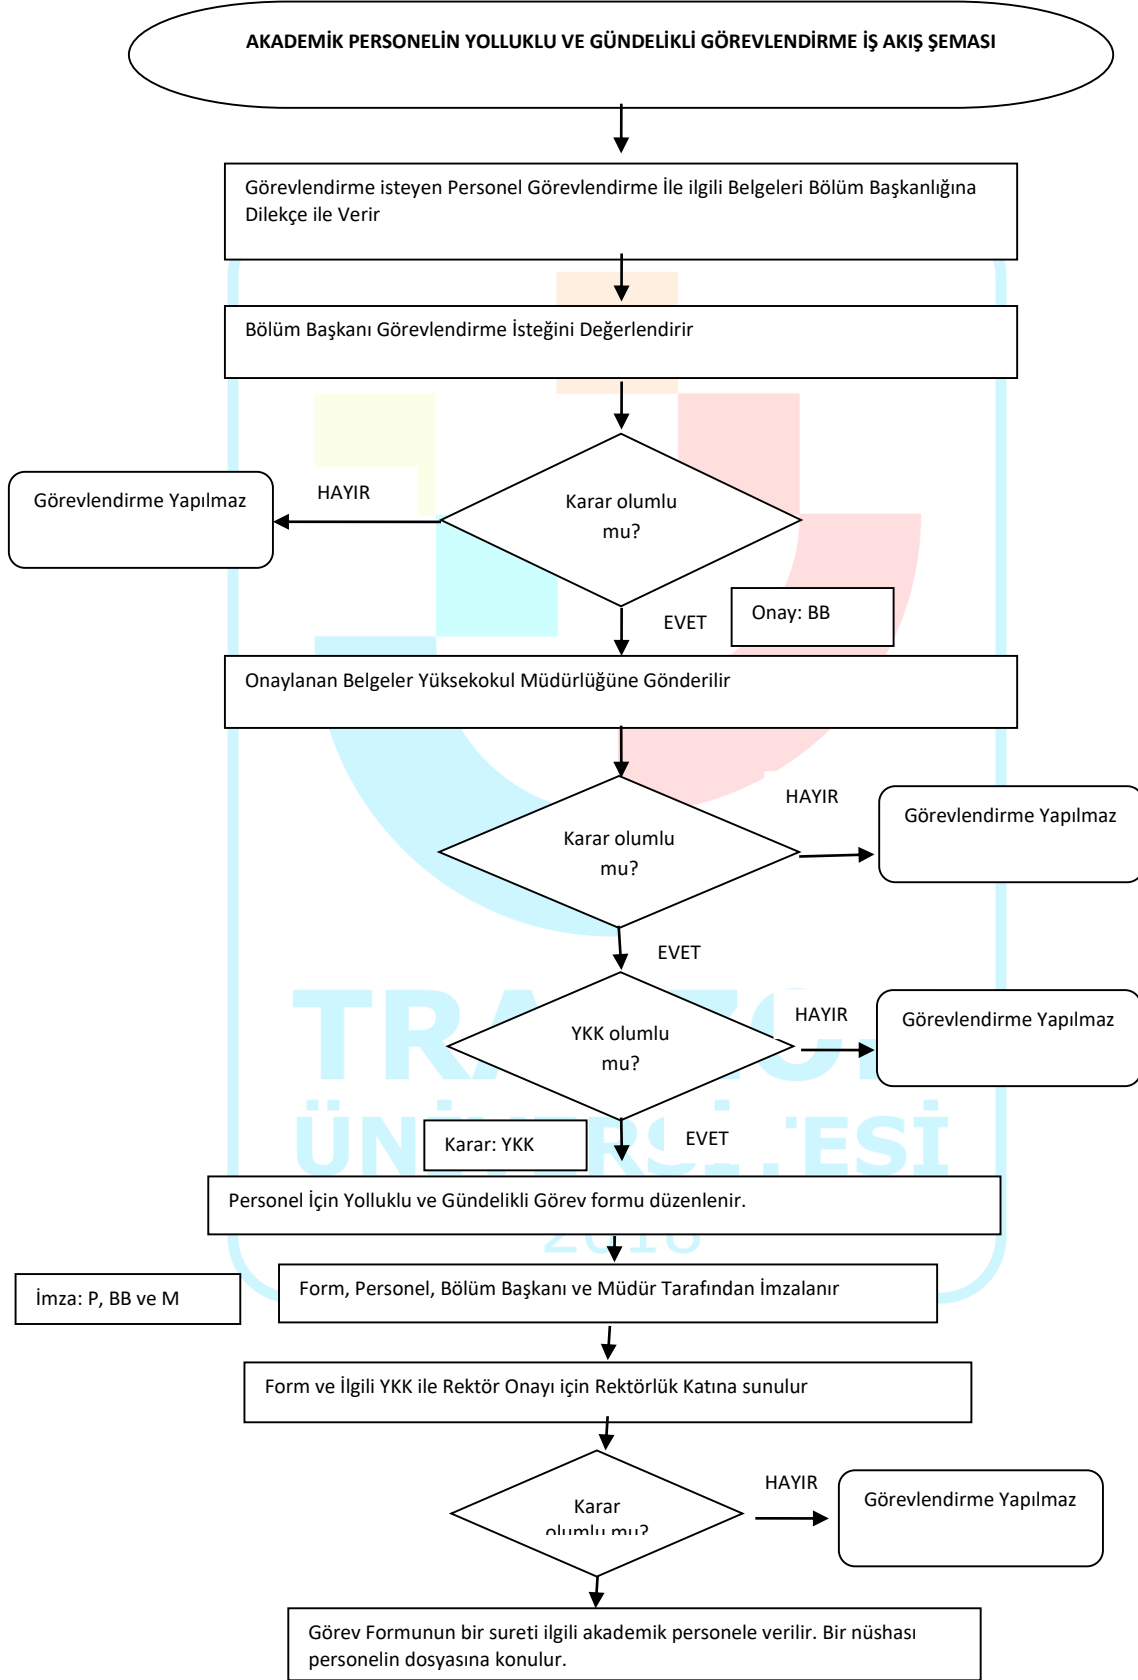 AKADEMİK PERSONELİN YOLLUKLU VE GÜNDELİKLİ GÖREVLENDİRME İŞ AKIŞ ŞEMASI
Görevlendirme isteyen Personel Görevlendirme İle ilgili Belgeleri Bölüm Başkanlığına
Dilekçe ile Verir
Bölüm Başkanı Görevlendirme İsteğini Değerlendirir
Görevlendirme Yapılmaz
HAYIR
Karar olumlu
mu?
EVET
Onay: BB
Onaylanan Belgeler Yüksekokul Müdürlüğüne Gönderilir
HAYIR
Görevlendirme Yapılmaz
Karar olumlu
mu?
EVET
YKK olumlu
mu?
HAYIR
Görevlendirme Yapılmaz
Karar: YKK
EVET
Personel İçin Yolluklu ve Gündelikli Görev formu düzenlenir.
2018
İmza: P, BB ve M
Form, Personel, Bölüm Başkanı ve Müdür Tarafından İmzalanır
Form ve İlgili YKK ile Rektör Onayı için Rektörlük Katına sunulur
HAYIR
Görevlendirme Yapılmaz
Karar
olumlu mu?
Görev Formunun bir sureti ilgili akademik personele verilir. Bir nüshası
personelin dosyasına konulur.